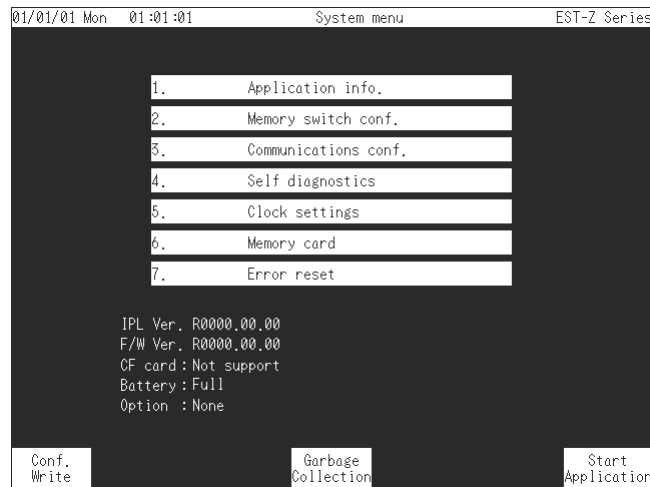 01/01/01 Mon 01:01:01 System menu EST-Z Series
1. Application info.
2. Memory switch conf.
3. Communications conf.
4. Self diagnostics
5. Clock settings
6. Memory card
7. Error reset
IPL Ver. R0000.00.00
F/W Ver. R0000.00.00
CF card : Not support
Battery : Full
Option : None
Conf. Garbage Start
Write Collection Application